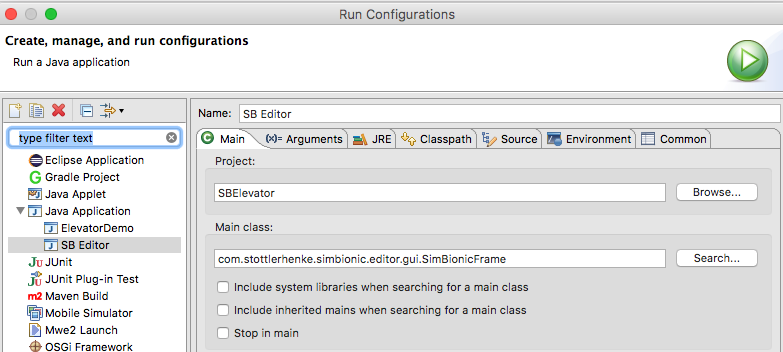 Run Configurations
Create, manage, and run configurations
Run a Java application
type filter text
Eclipse Application
Gradle Project
Java Applet
Java Application
ElevatorDemo
SB Editor
JUnit
JUnit Plug-in Test
Maven Build
Mobile Simulator
Mwe2 Launch
OSGi Framework
Name: SB Editor
Main (x)= Arguments JRE Classpath Source Environment Common
Project:
SBElevator Browse...
Main class:
com.stottlerhenke.simbionic.editor.gui.SimBionicFrame Search...
Include system libraries when searching for a main class
Include inherited mains when searching for a main class
Stop in main